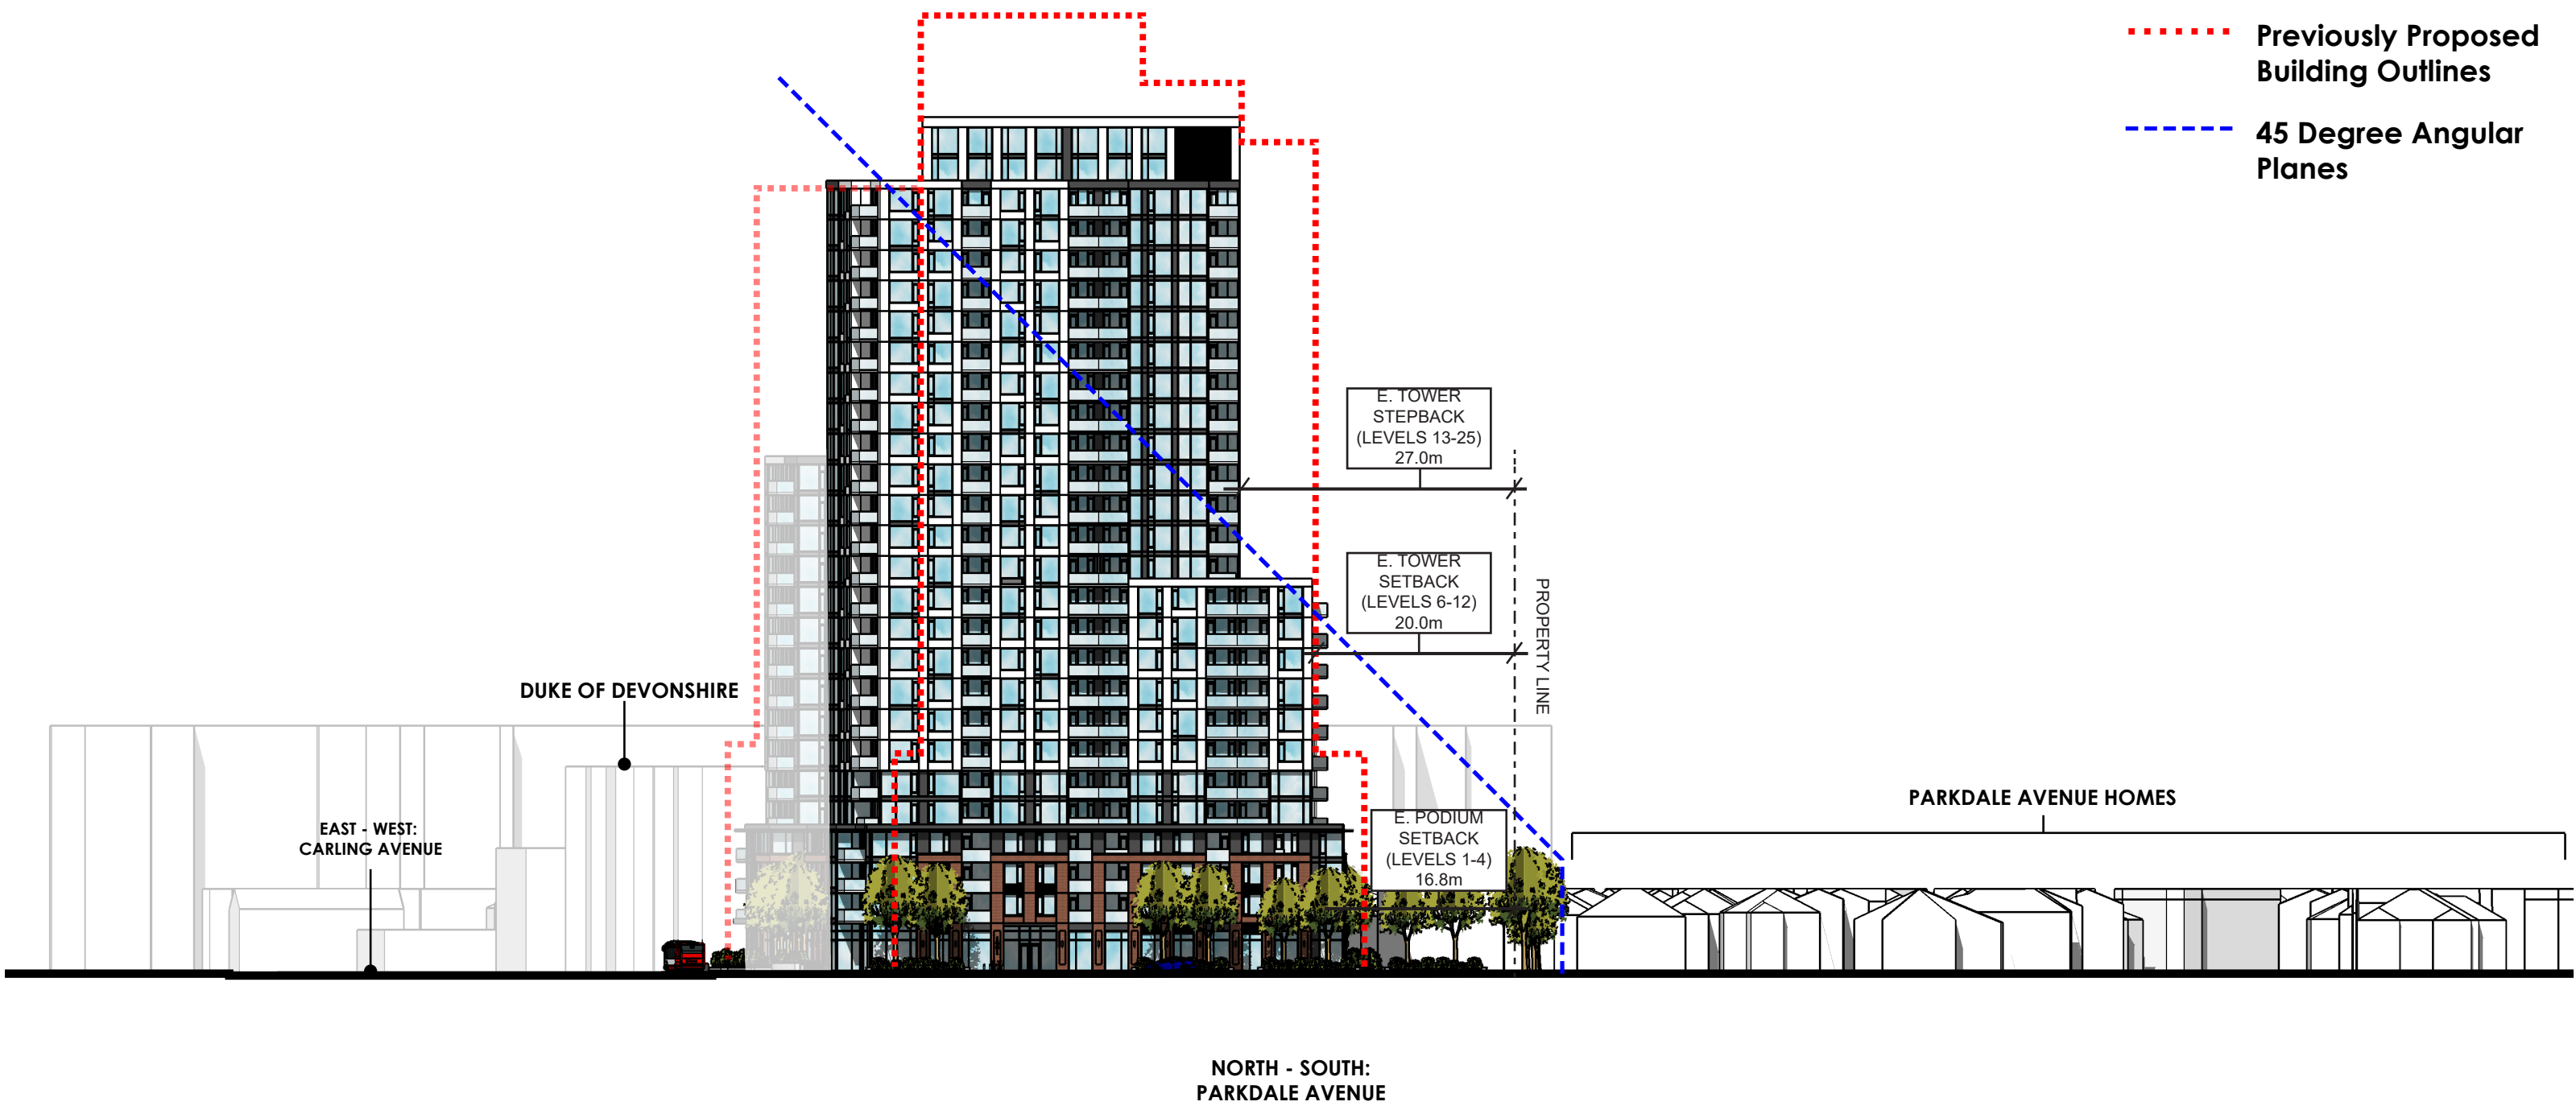 Previously Proposed
Building Outlines
45 Degree Angular
Planes
E. TOWER
STEPBACK
(LEVELS 13-25)
27.0m
E. TOWER
SETBACK
(LEVELS 6-12)
20.0m
PROPERTY LINE
DUKE OF DEVONSHIRE
EAST - WEST:
CARLING AVENUE
E. PODIUM
SETBACK
(LEVELS 1-4)
16.8m
PARKDALE AVENUE HOMES
NORTH - SOUTH:
PARKDALE AVENUE